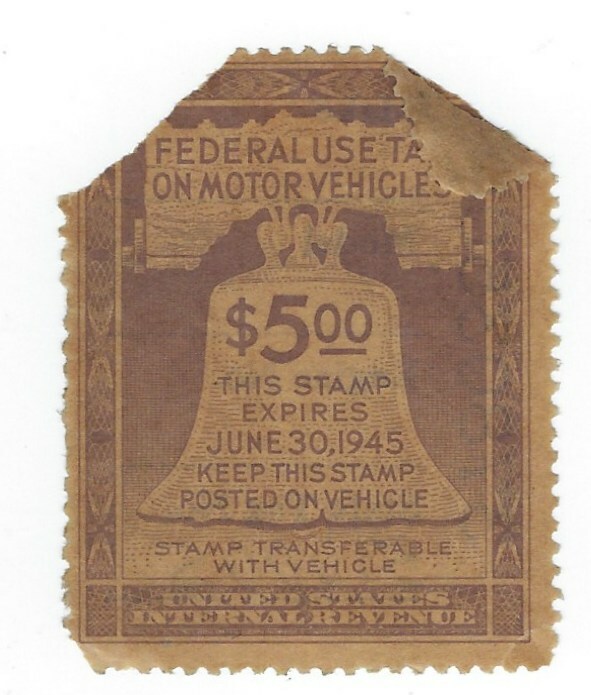 FEDERAL USE TA
ON MOTOR VEHICLES
$5.00
THIS STAMP
EXPIRES
JUNE 30, 1945
KEEP THIS STAMP
POSTED ON VEHICLE
STAMP TRANSFERABLE
WITH VEHICLE
UNITED STATES
INTERNAL REVENUE